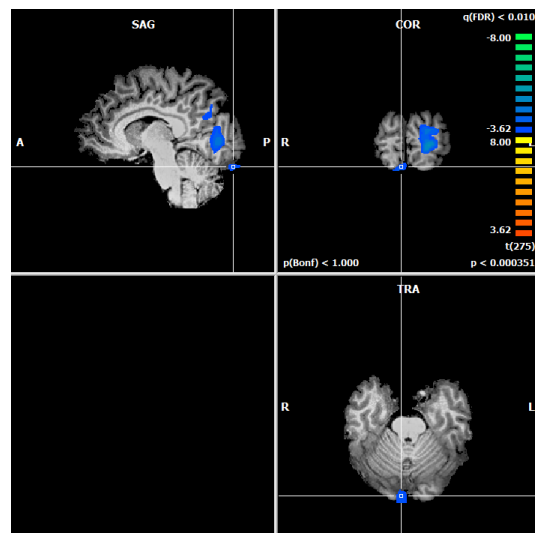 SAG
COR
q(FDR) < 0.010
-8.00
A
P
R
-3.62
8.00
L
3.62
t(275)
p(Bonf) < 1.000
p < 0.000351
TRA
R
L